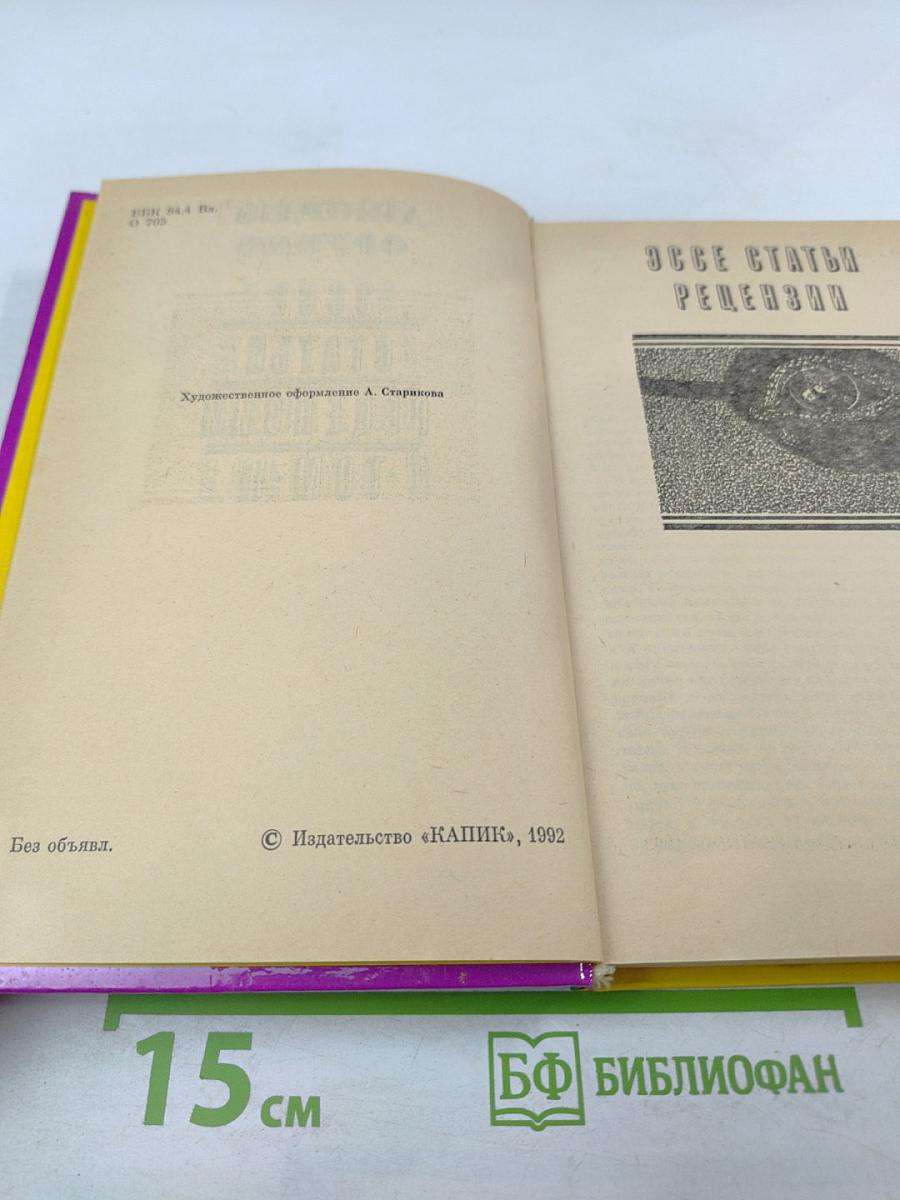 ББК 84.4 Вл.
О 703
Художественное оформление А. Старикова
Без объявл.
© Издательство «КАПИК», 1992
ЭССЕ СТАТЬИ
РЕЦЕНЗИИ
15 см
БФ БИБЛИОФАН